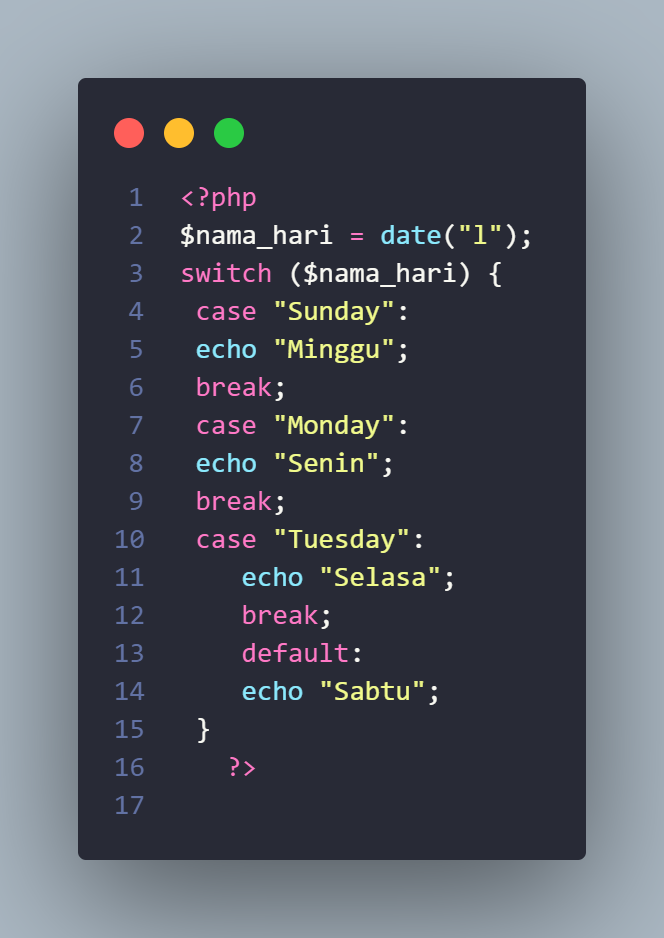 1 <?php
2 $nama_hari = date("l");
3 switch ($nama_hari) {
4 case "Sunday":
5 echo "Minggu";
6 break;
7 case "Monday":
8 echo "Senin";
9 break;
10 case "Tuesday":
11 echo "Selasa";
12 break;
13 default:
14 echo "Sabtu";
15 }
16 ?>
17